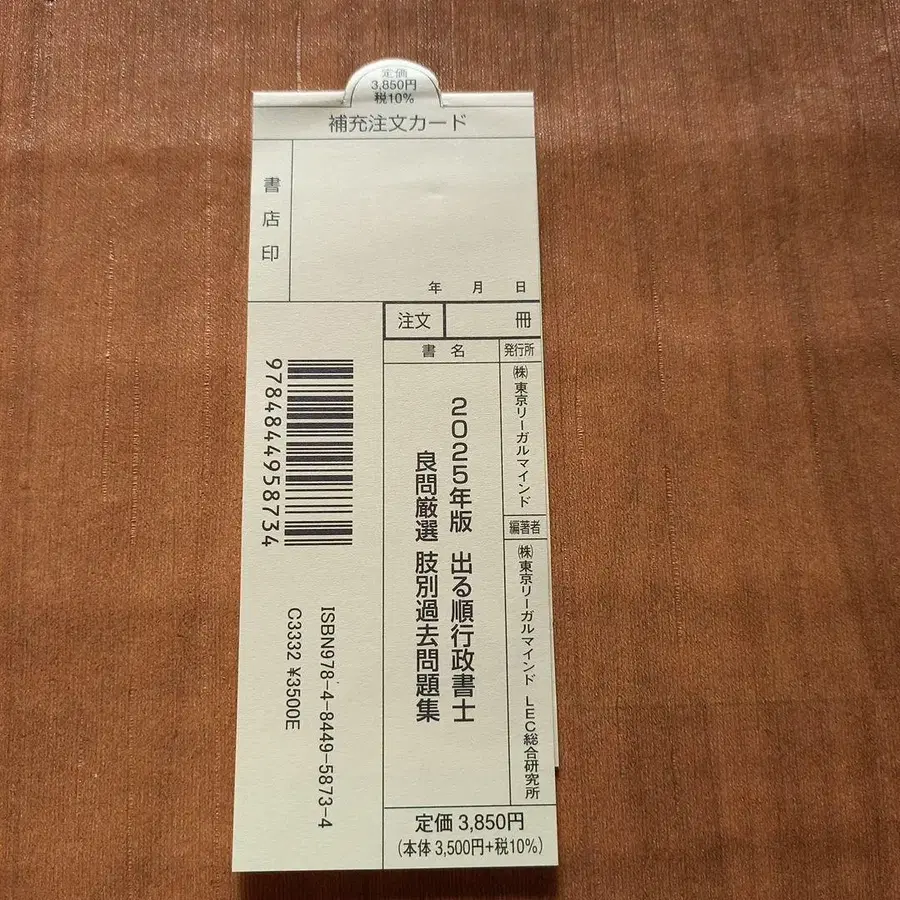 定価
3,850円
税10%
補充注文カード
書店印
年 月 日
注文 冊
書名
2025年版 出る順行政書士
良問厳選 肢別過去問題集
発行所
㈱東京リーガルマインド
編著者
㈱東京リーガルマインド LEC総合研究所
9784844958734
ISBN978-4-8449-5873-4
C3332 ¥3500E
定価 3,850円
(本体 3,500円+税10%)